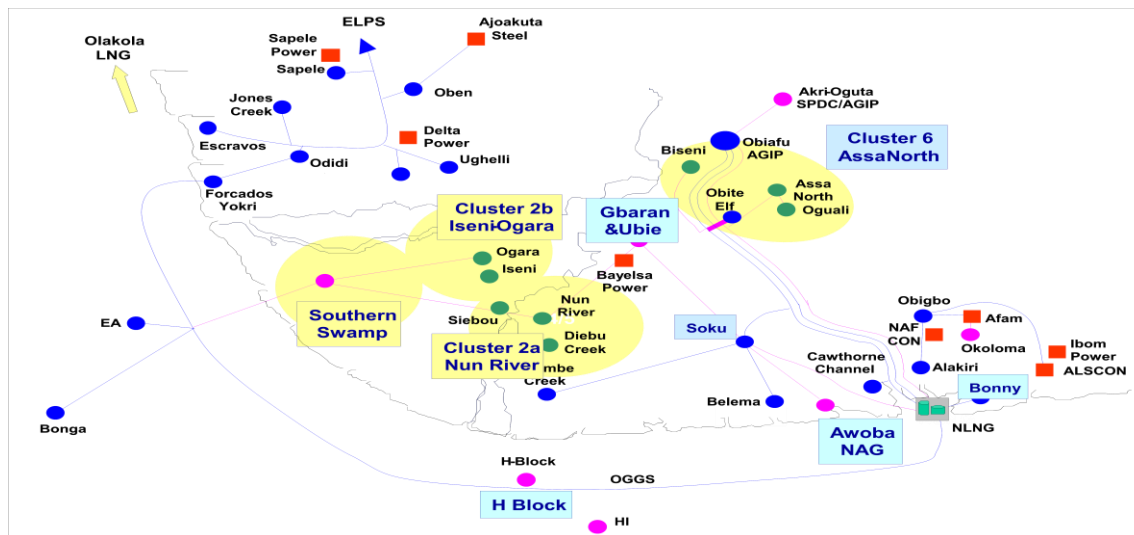 Olakola
LNG
Sapele
Power
Sapele
ELPS
Ajoakuta
Steel
Oben
Jones
Creek
Escravos
Odidi
Delta
Power
Ughelli
Forcados
Yokri
Akri-Oguta
SPDC/AGIP
Obiafu
AGIP
Cluster 6
AssaNorth
Biseni
Assa
North
Oguali
Obite
Elf
Cluster 2b
Iseni-Ogara
Gbaran
&Ubie
Ogara
Iseni
Bayelsa
Power
Southern
Swamp
EA
Siebou
Nun
River
Diebu
Creek
Cluster 2a
Nun River
mbe
Creek
Soku
Obigbo
Afam
NAF
CON
Okoloma
Ibom
Power
ALSCON
Alakiri
Cawthorne
Channel
Bonny
Belema
NLNG
Awoba
NAG
Bonga
H-Block
OGGS
H Block
HI